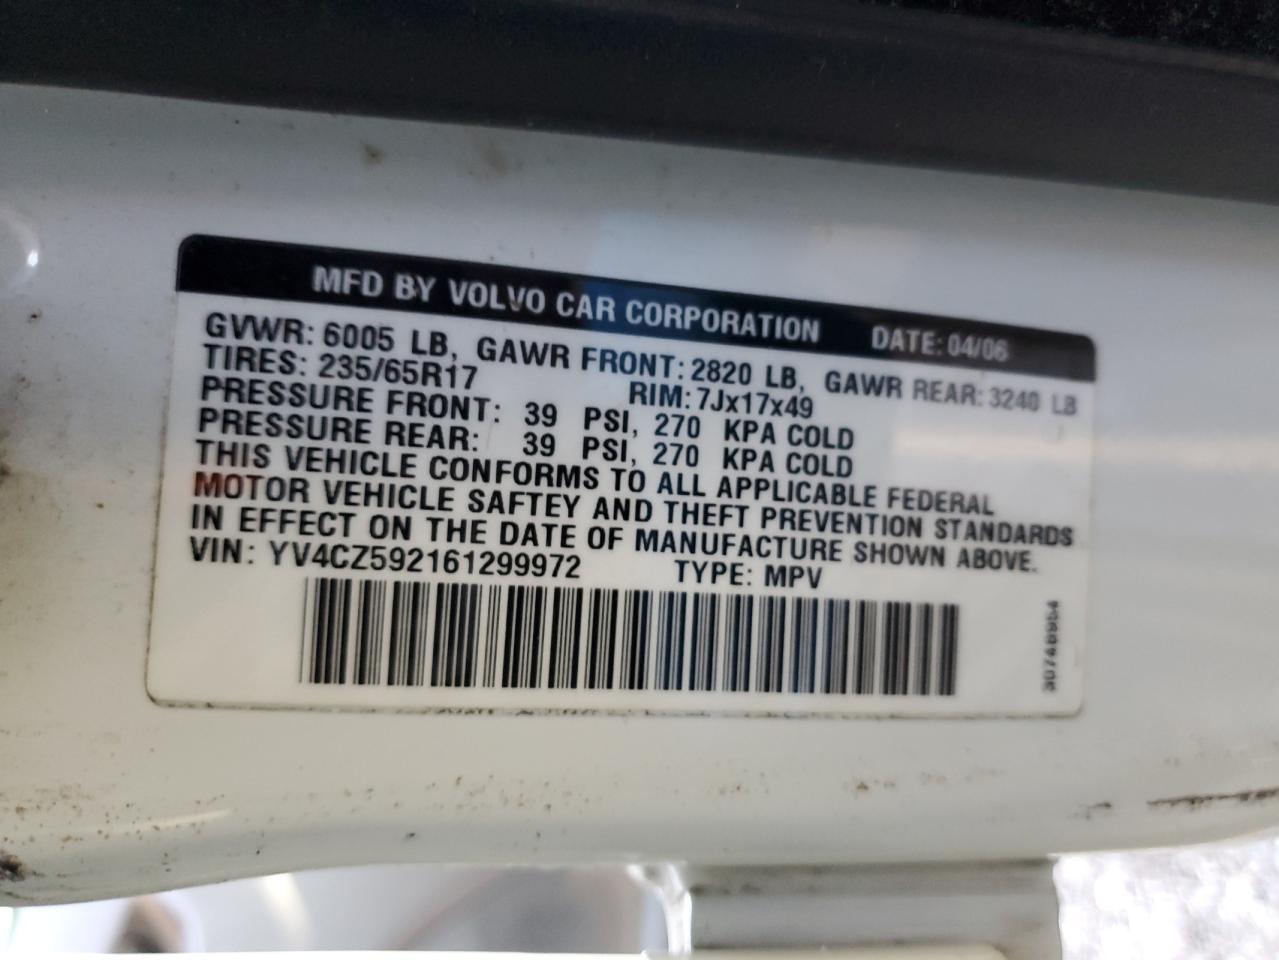 MFD BY VOLVO CAR CORPORATION DATE: 04/06
GVWR: 6005 LB, GAWR FRONT: 2820 LB, GAWR REAR: 3240 LB
TIRES: 235/65R17 RIM: 7Jx17x49
PRESSURE FRONT: 39 PSI, 270 KPA COLD
PRESSURE REAR: 39 PSI, 270 KPA COLD
THIS VEHICLE CONFORMS TO ALL APPLICABLE FEDERAL
MOTOR VEHICLE SAFTEY AND THEFT PREVENTION STANDARDS
IN EFFECT ON THE DATE OF MANUFACTURE SHOWN ABOVE.
VIN: YV4CZ592161299972 TYPE: MPV